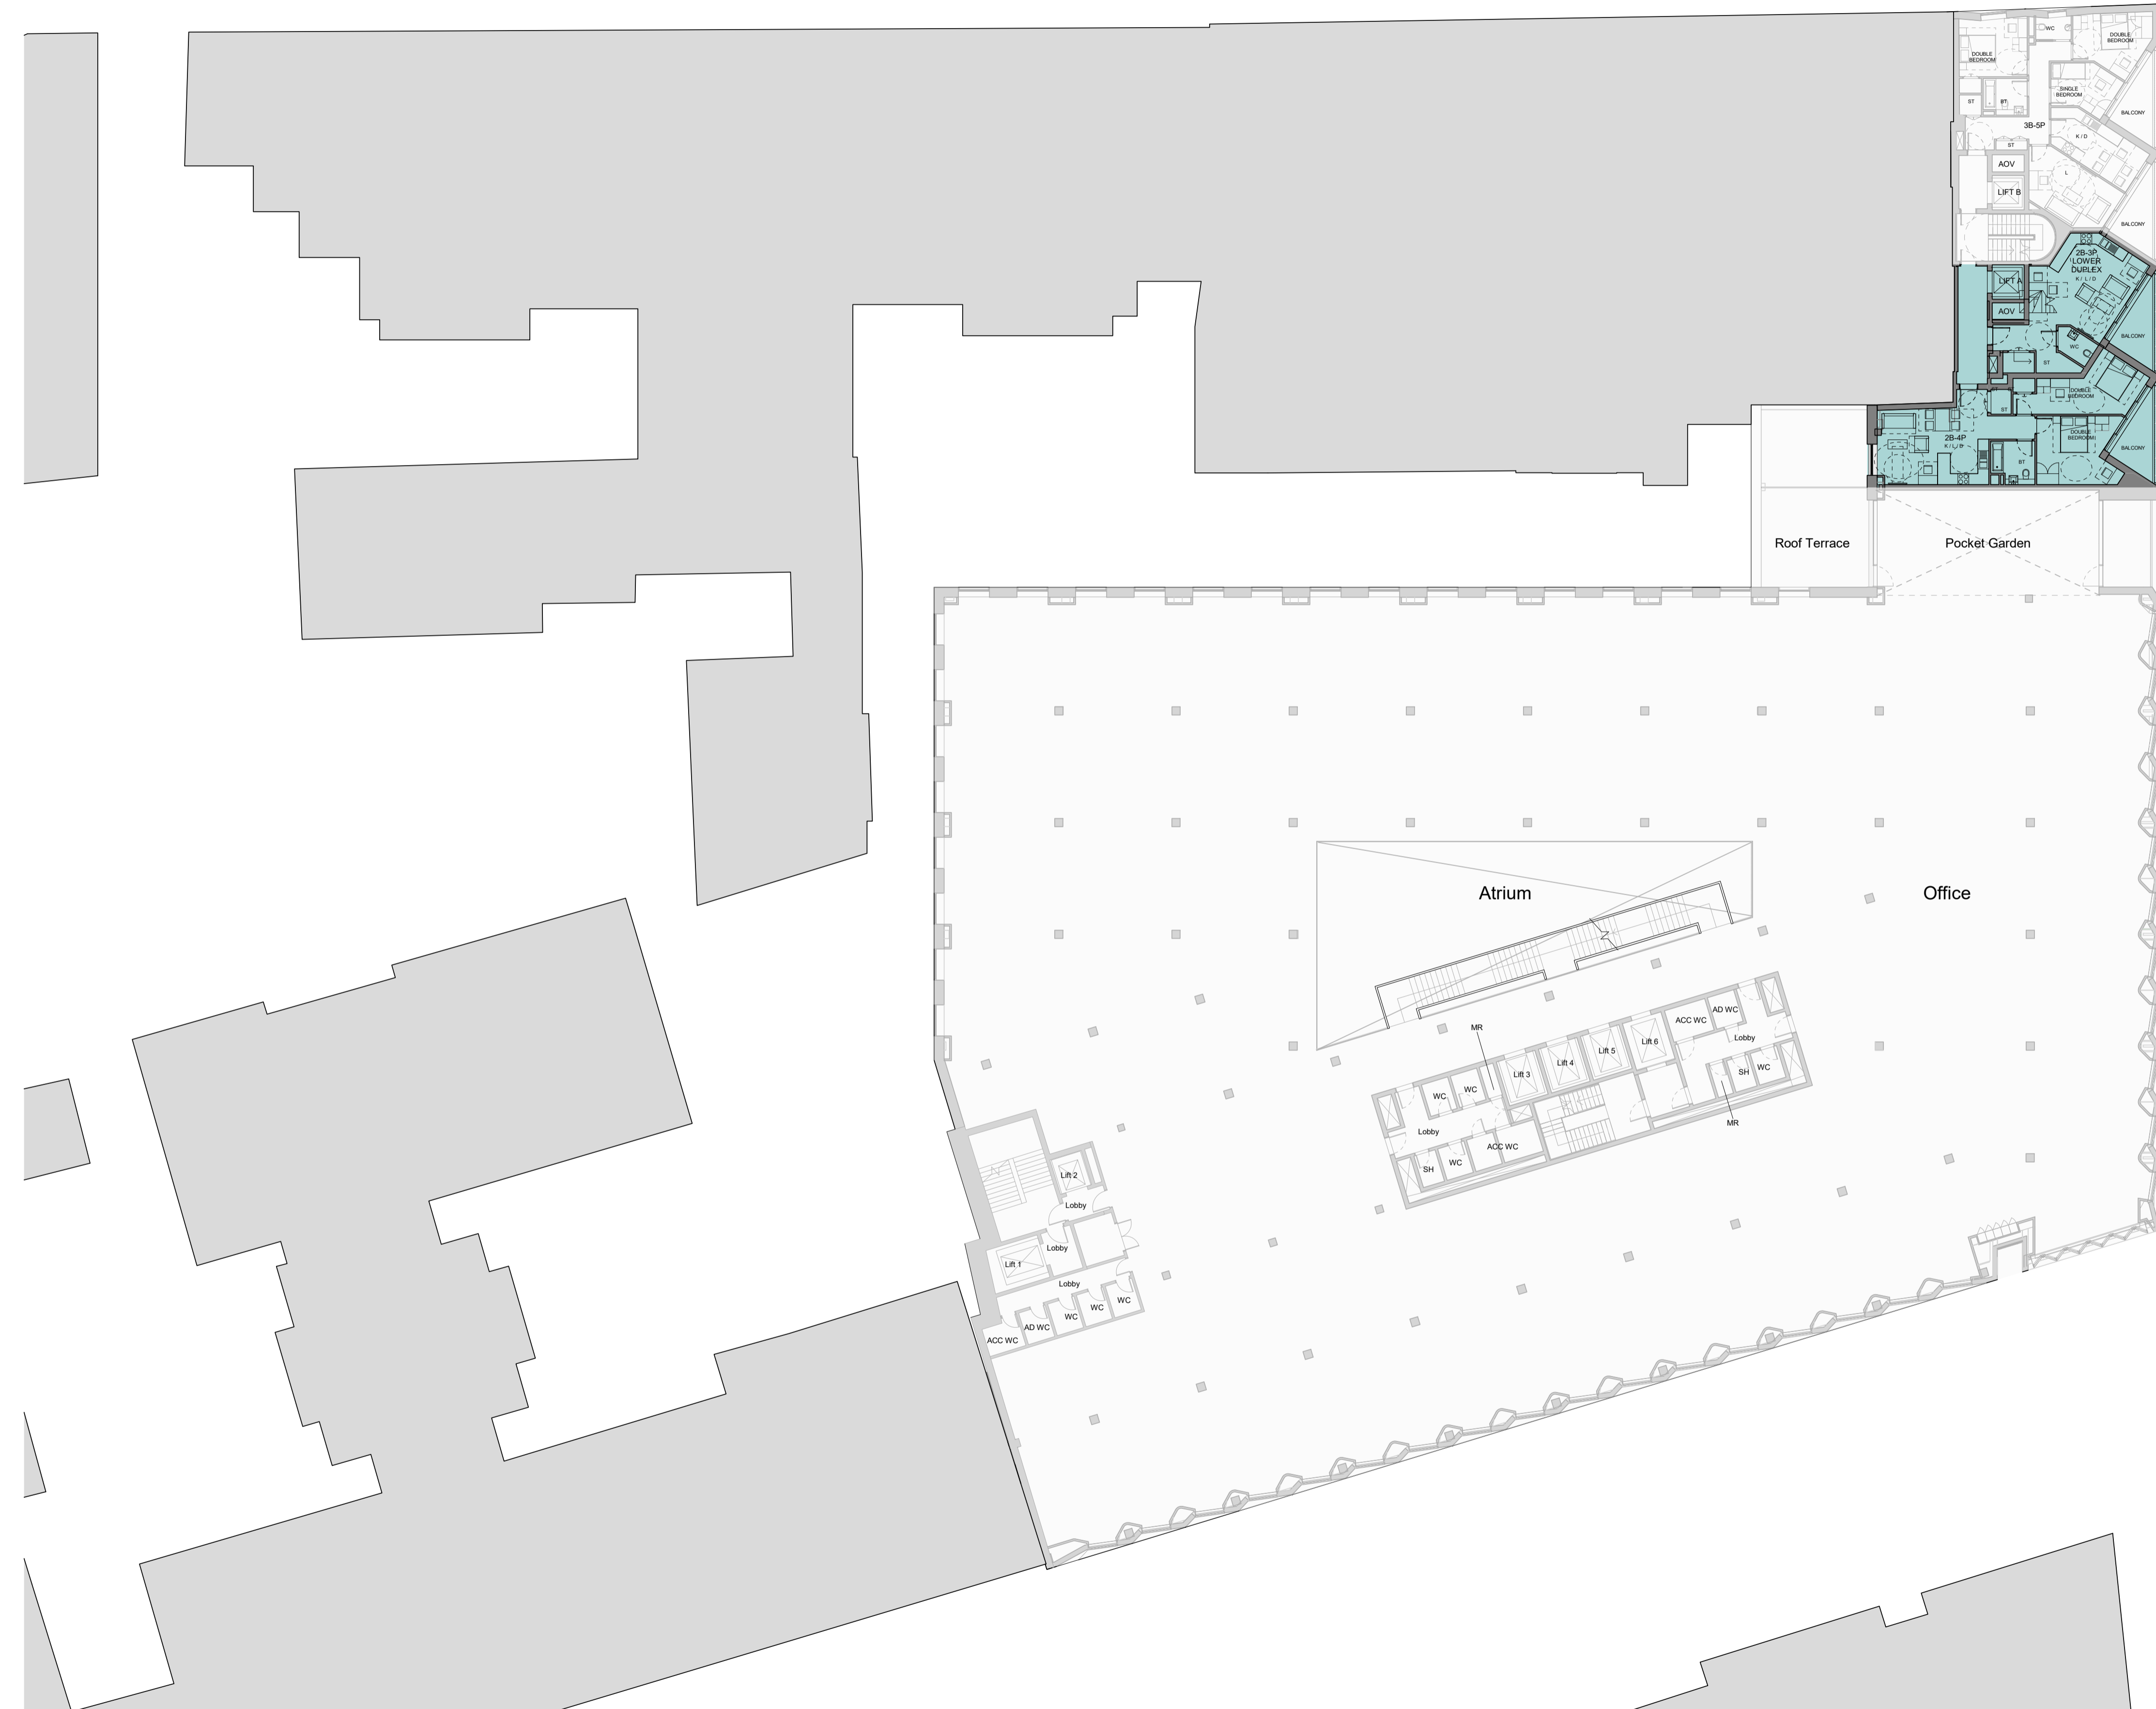 DOUBLE
BEDROOM
WC
DOUBLE
BEDROOM
SINGLE
BEDROOM
ST
BT
BALCONY
3B-5P
K / D
ST
AOV
L
LIFT B
BALCONY
2B-3P
LOWER
DUPLEX
K / L / D
LIFT A
AOV
BALCONY
WC
ST
DOUBLE
BEDROOM
ST
ST
2B-4P
K / L / D
DOUBLE
BEDROOM
BALCONY
BT
Roof Terrace
Pocket Garden
Atrium
Office
MR
Lift 3
Lift 4
Lift 5
Lift 6
ACC WC
AD WC
Lobby
SH
WC
MR
WC
WC
Lobby
SH
WC
ACC WC
Lift 2
Lobby
Lobby
Lift 1
Lobby
ACC WC
AD WC
WC
WC
WC